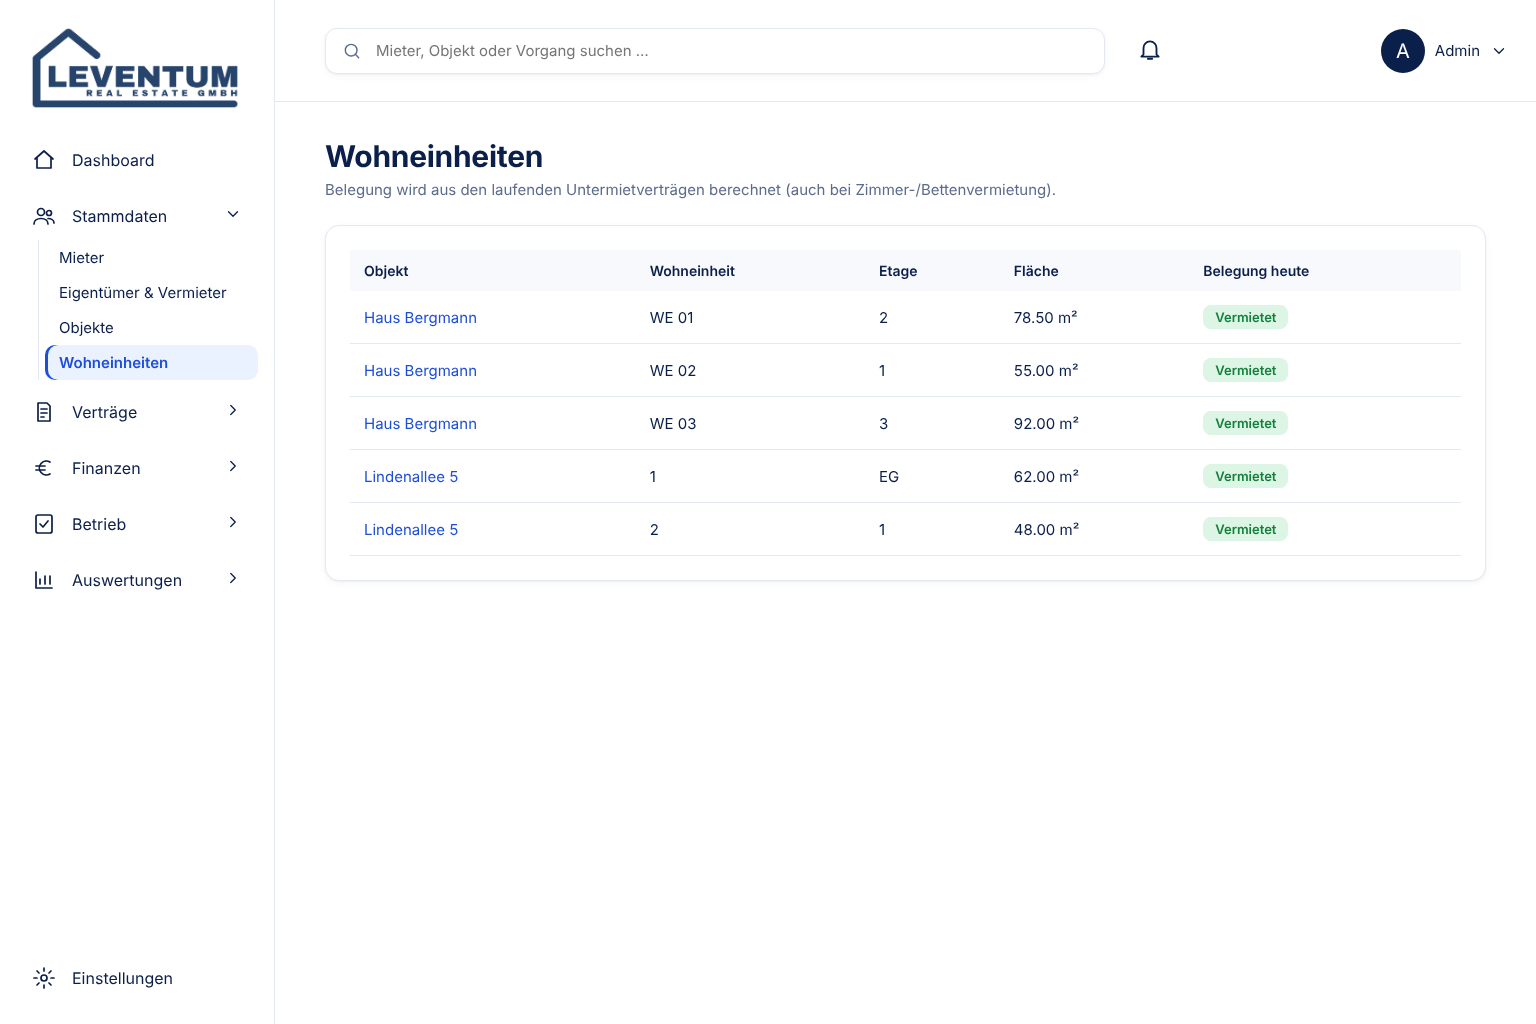 LEVENTUM
REAL ESTATE GMBH
Mieter, Objekt oder Vorgang suchen ...
A Admin
Dashboard
Stammdaten
Mieter
Eigentümer & Vermieter
Objekte
Wohneinheiten
Verträge
Finanzen
Betrieb
Auswertungen
Einstellungen
Wohneinheiten
Belegung wird aus den laufenden Untermietverträgen berechnet (auch bei Zimmer-/Bettenvermietung).
Objekt Wohneinheit Etage Fläche Belegung heute
Haus Bergmann WE 01 2 78.50 m² Vermietet
Haus Bergmann WE 02 1 55.00 m² Vermietet
Haus Bergmann WE 03 3 92.00 m² Vermietet
Lindenallee 5 1 EG 62.00 m² Vermietet
Lindenallee 5 2 1 48.00 m² Vermietet